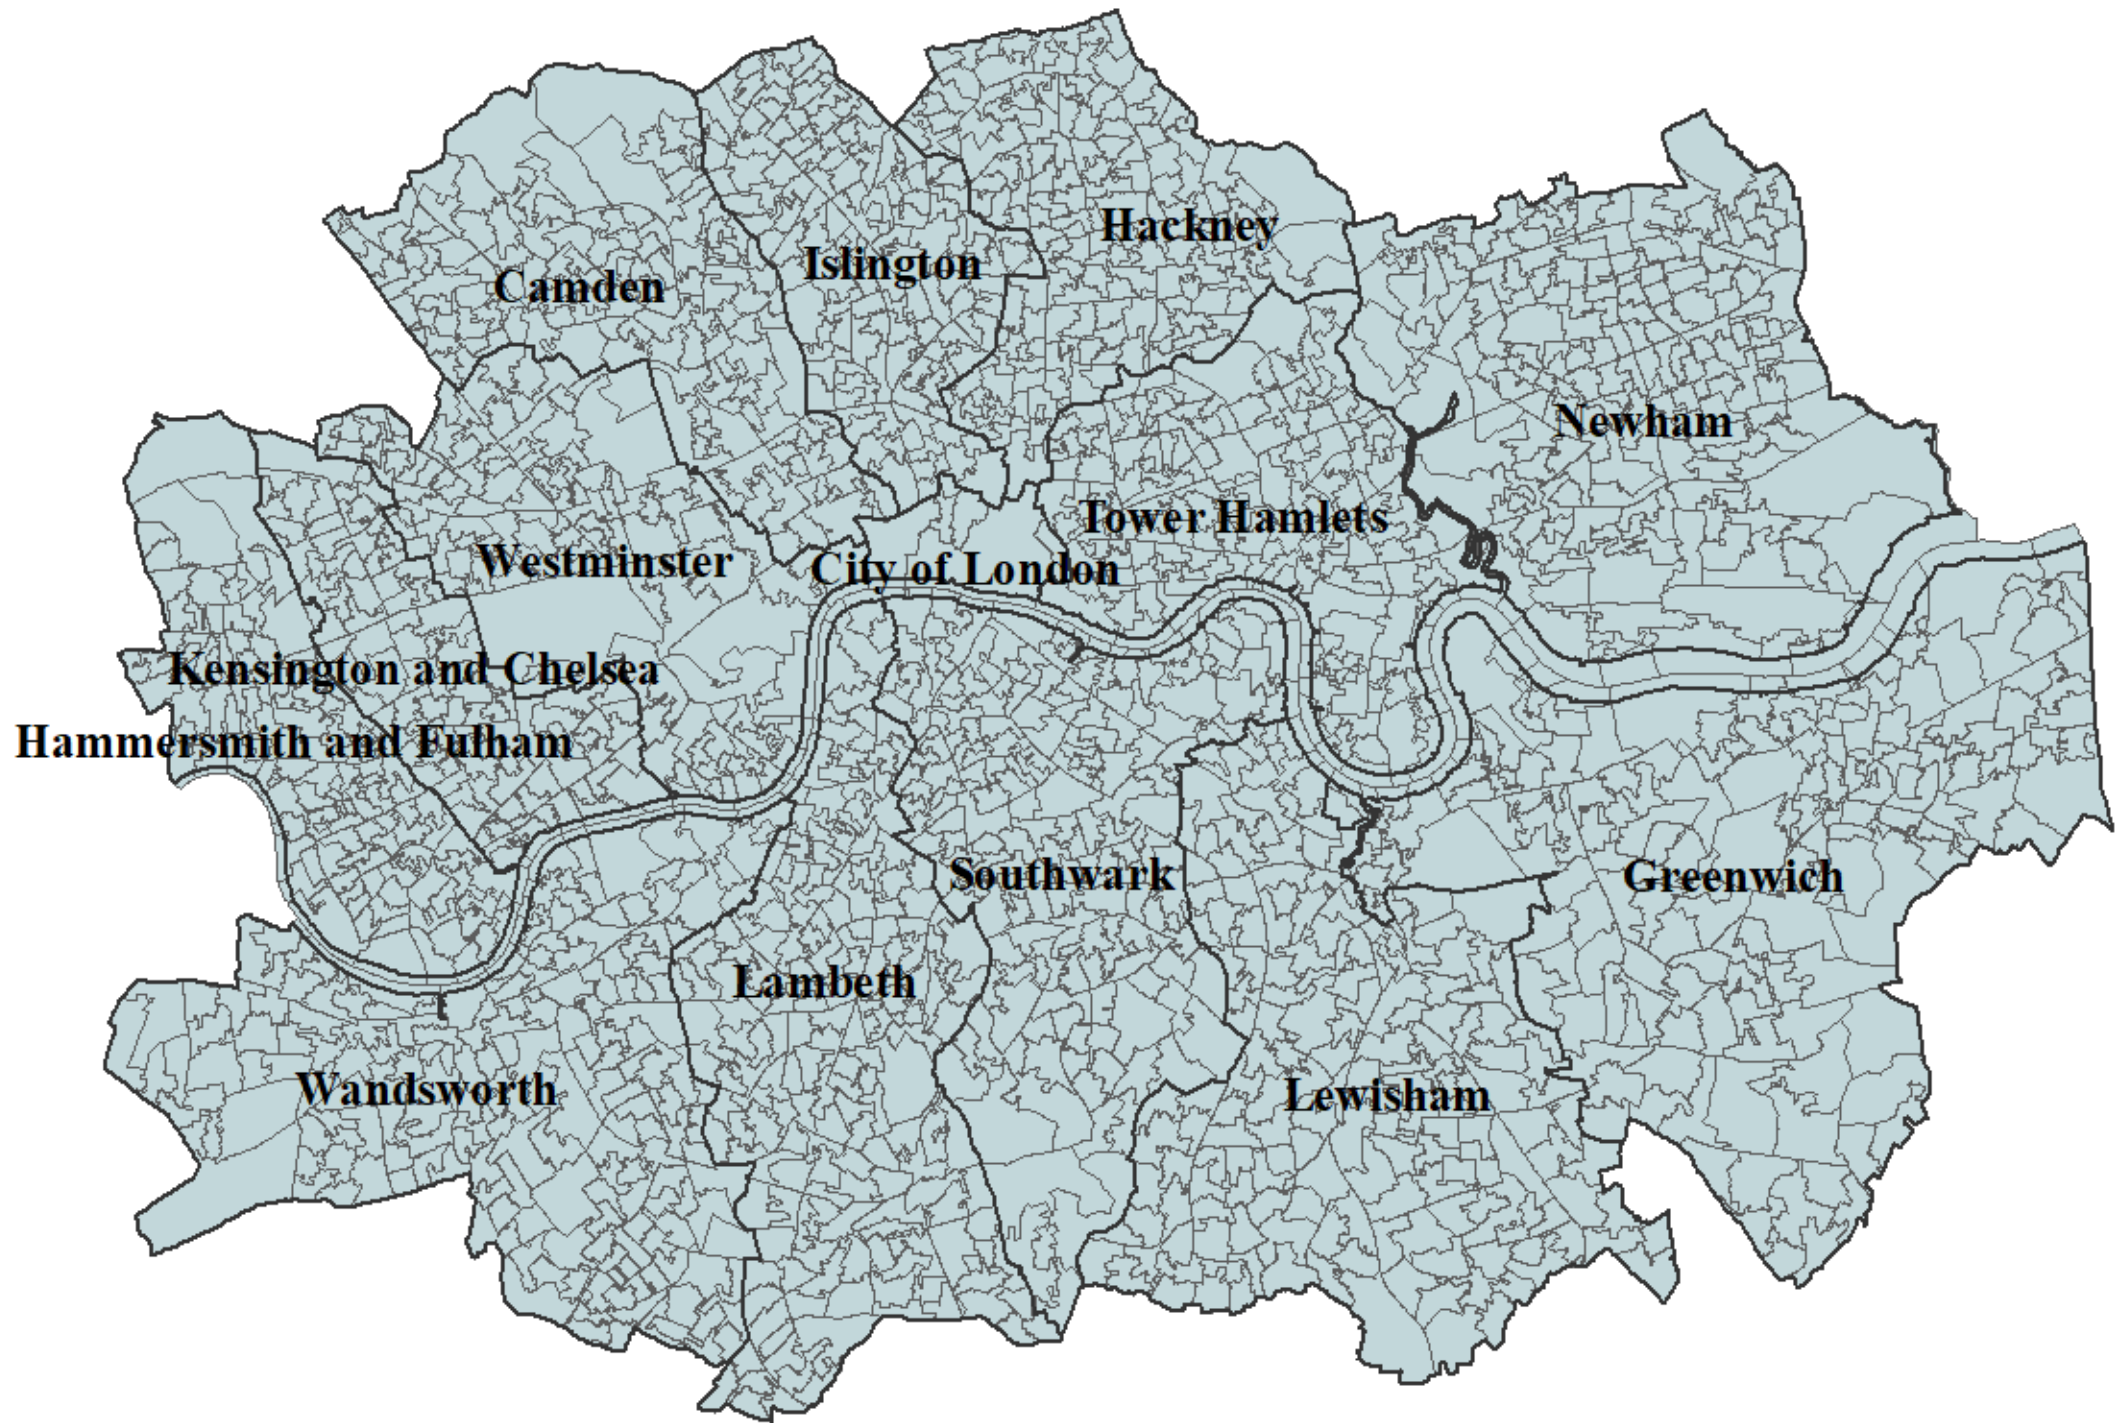 Hackney
Islington
Camden
Newham
Tower Hamlets
Westminster
City of London
Kensington and Chelsea
Hammersmith and Fulham
Southwark
Greenwich
Lambeth
Wandsworth
Lewisham